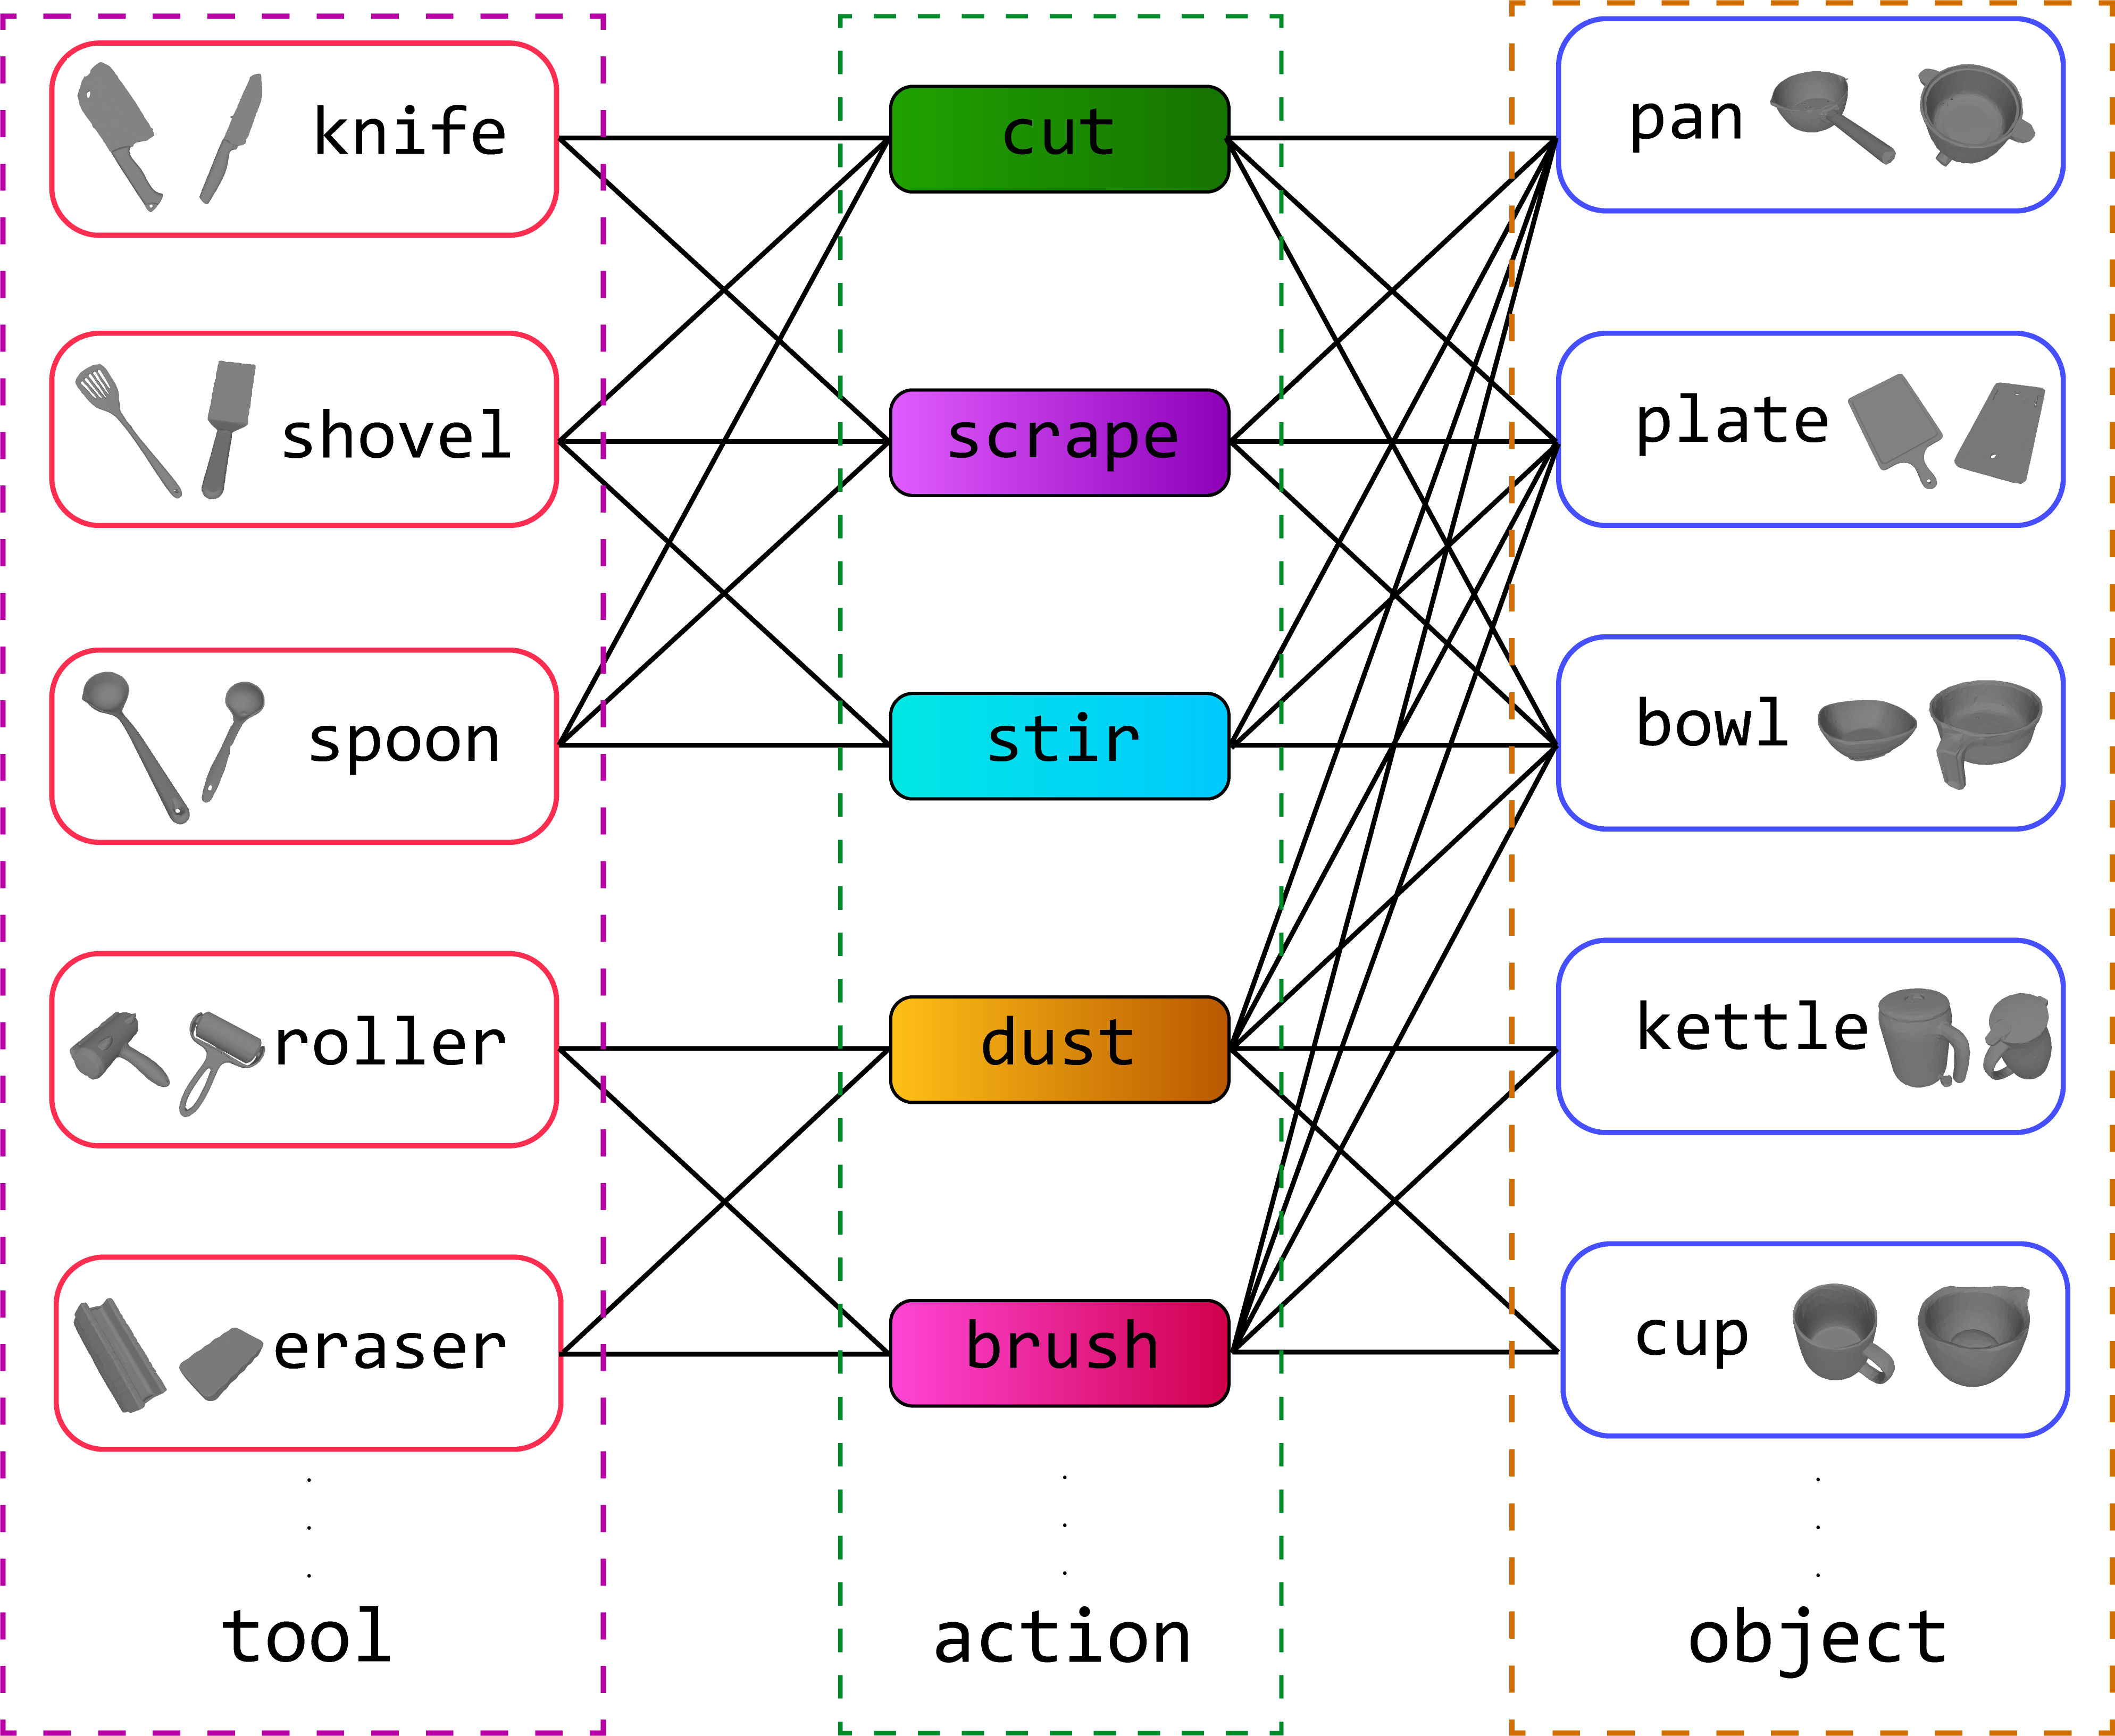 knife
cut
pan
shovel
scrape
plate
spoon
stir
bowl
roller
dust
kettle
eraser
brush
cup
tool
action
object